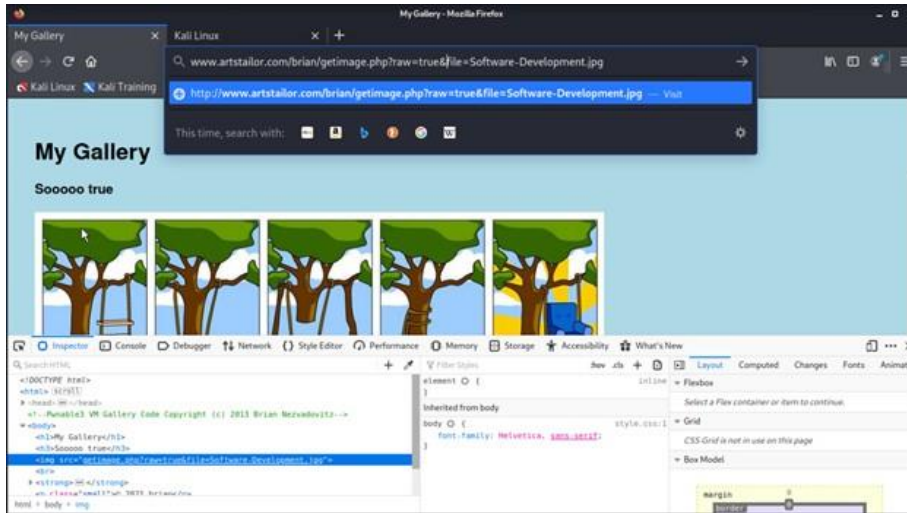 My Gallery - Mozilla Firefox
My Gallery × Kali Linux × +
www.artstailor.com/brian/getimage.php?raw=true&file=Software-Development.jpg
Kali Linux Kali Training http://www.artstailor.com/brian/getimage.php?raw=true&file=Software-Development.jpg — Visit
This time, search with:
My Gallery
Sooooo true
Inspector Console Debugger Network {} Style Editor Performance Memory Storage Accessibility What's New
Search HTML + Filter Styles :hov .cls + Layout Computed Changes Fonts Animat
<!DOCTYPE html>
<html> scroll
<head> </head>
<!--Pwnable3 VM Gallery Code Copyright (c) 2013 Brian Nezvadovitz-->
<body>
<h1>My Gallery</h1>
<h3>Sooooo true</h3>
<img src="getimage.php?raw=true&file=Software-Development.jpg">
<br>
<strong> </strong>
html > body > img
element { inline
}
Inherited from body
body { style.css:1
font-family: Helvetica, sans-serif;
}
Flexbox
Select a Flex container or item to continue.
Grid
CSS Grid is not in use on this page
Box Model
margin 0
border